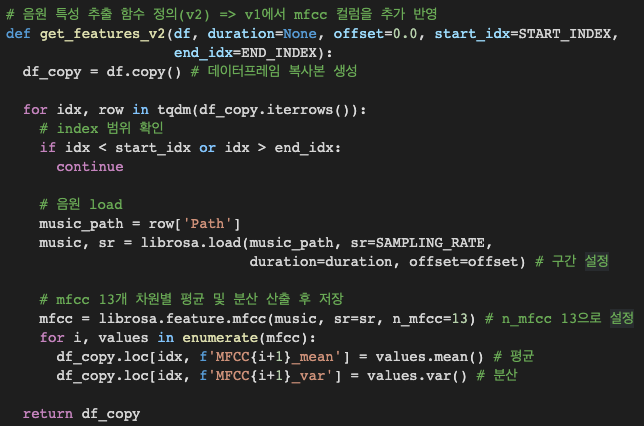 # 음원 특성 추출 함수 정의(v2) => v1에서 mfcc 컬럼을 추가 반영
def get_features_v2(df, duration=None, offset=0.0, start_idx=START_INDEX,
                    end_idx=END_INDEX):
  df_copy = df.copy() # 데이터프레임 복사본 생성

  for idx, row in tqdm(df_copy.iterrows()):
    # index 범위 확인
    if idx < start_idx or idx > end_idx:
      continue

    # 음원 load
    music_path = row['Path']
    music, sr = librosa.load(music_path, sr=SAMPLING_RATE,
                             duration=duration, offset=offset) # 구간 설정

    # mfcc 13개 차원별 평균 및 분산 산출 후 저장
    mfcc = librosa.feature.mfcc(music, sr=sr, n_mfcc=13) # n_mfcc 13으로 설정
    for i, values in enumerate(mfcc):
      df_copy.loc[idx, f'MFCC{i+1}_mean'] = values.mean() # 평균
      df_copy.loc[idx, f'MFCC{i+1}_var'] = values.var() # 분산

  return df_copy